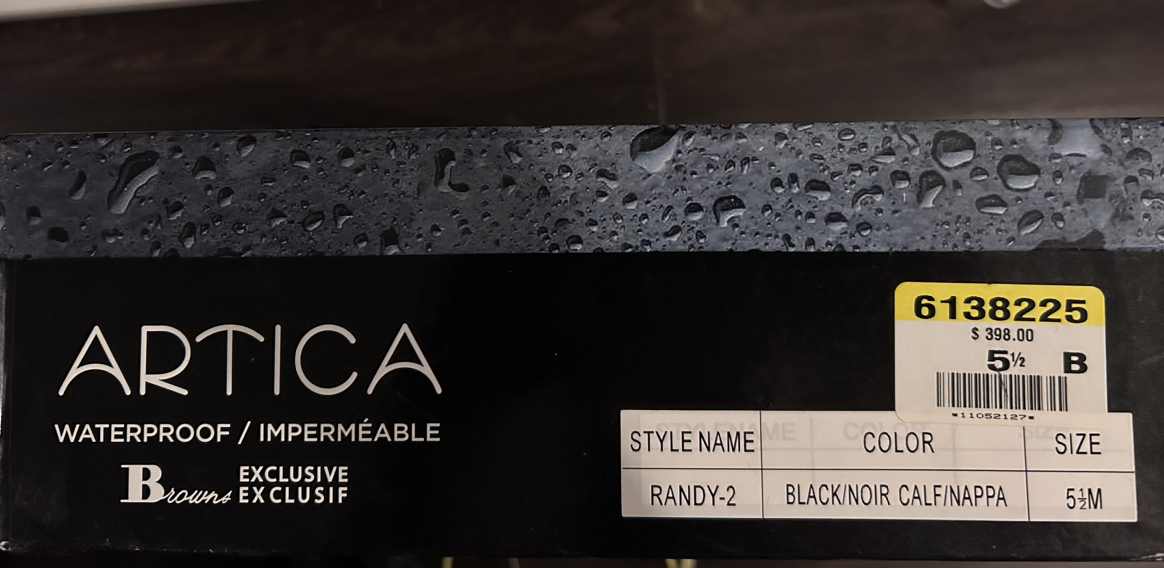 ARTICA
WATERPROOF / IMPERMÉABLE
Browns EXCLUSIVE
EXCLUSIF
6138225
$ 398.00
5½ B
*11052127*
STYLE NAME COLOR SIZE
RANDY-2 BLACK/NOIR CALF/NAPPA 5½M